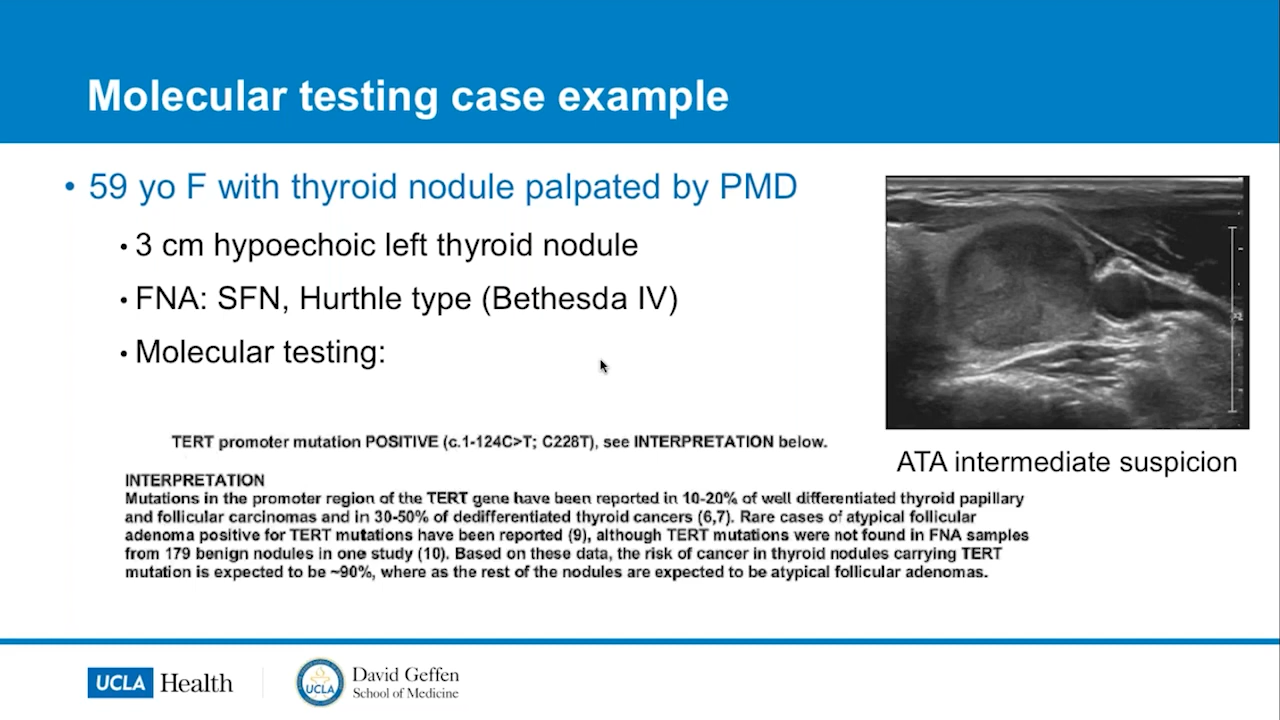 Molecular testing case example
• 59 yo F with thyroid nodule palpated by PMD
• 3 cm hypoechoic left thyroid nodule
• FNA: SFN, Hurthle type (Bethesda IV)
• Molecular testing:
TERT promoter mutation POSITIVE (c.1-124C>T; C228T), see INTERPRETATION below.
ATA intermediate suspicion
INTERPRETATION
Mutations in the promoter region of the TERT gene have been reported in 10-20% of well differentiated thyroid papillary
and follicular carcinomas and in 30-50% of dedifferentiated thyroid cancers (6,7). Rare cases of atypical follicular
adenoma positive for TERT mutations have been reported (9), although TERT mutations were not found in FNA samples
from 179 benign nodules in one study (10). Based on these data, the risk of cancer in thyroid nodules carrying TERT
mutation is expected to be ~90%, where as the rest of the nodules are expected to be atypical follicular adenomas.
UCLA Health
UCLA
David Geffen
School of Medicine